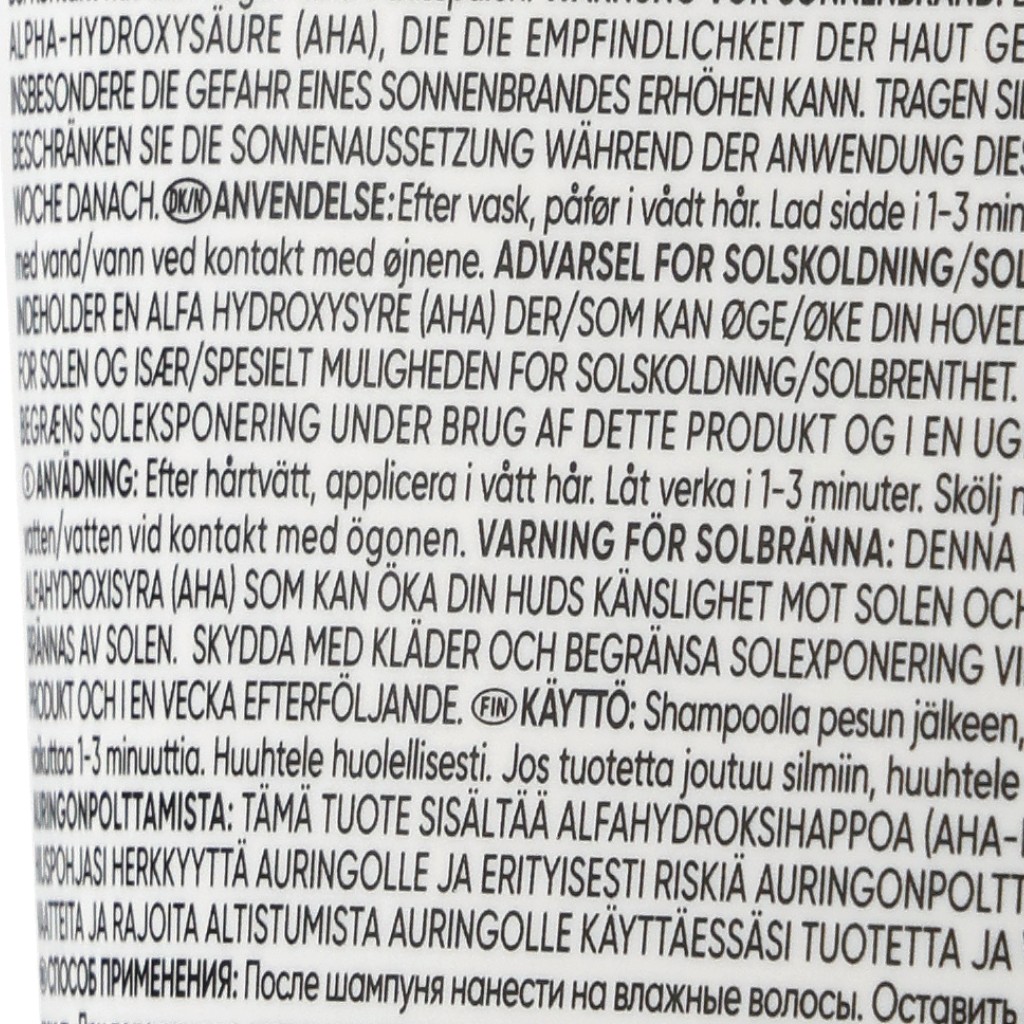 WARNUNG VOR SONNENBRAND:
ALPHA-HYDROXYSÄURE (AHA), DIE DIE EMPFINDLICHKEIT DER HAUT GE
INSBESONDERE DIE GEFAHR EINES SONNENBRANDES ERHÖHEN KANN. TRAGEN SIE
BESCHRÄNKEN SIE DIE SONNENAUSSETZUNG WÄHREND DER ANWENDUNG DIES
WOCHE DANACH. DK/N ANVENDELSE: Efter vask, påfør i vådt hår. Lad sidde i 1-3 min
med vand/vann ved kontakt med øjnene. ADVARSEL FOR SOLSKOLDNING/SOL
INDEHOLDER EN ALFA HYDROXYSYRE (AHA) DER/SOM KAN ØGE/ØKE DIN HOVED
FOR SOLEN OG ISÆR/SPESIELT MULIGHEDEN FOR SOLSKOLDNING/SOLBRENTHET.
BEGRÆNS SOLEKSPONERING UNDER BRUG AF DETTE PRODUKT OG I EN UG
S ANVÄDNING: Efter hårtvätt, applicera i vått hår. Låt verka i 1-3 minuter. Skölj
vatten/vatten vid kontakt med ögonen. VARNING FÖR SOLBRÄNNA: DENNA
ALFAHYDROXISYRA (AHA) SOM KAN ÖKA DIN HUDS KÄNSLIGHET MOT SOLEN OCH
BRÄNNAS AV SOLEN. SKYDDA MED KLÄDER OCH BEGRÄNSA SOLEXPONERING VI
PRODUKT OCH I EN VECKA EFTERFÖLJANDE. FIN KÄYTTÖ: Shampoolla pesun jälkeen,
vaikuttaa 1-3 minuuttia. Huuhtele huolellisesti. Jos tuotetta joutuu silmiin, huuhtele
AURINGONPOLTTAMISTA: TÄMÄ TUOTE SISÄLTÄÄ ALFAHYDROKSIHAPPOA (AHA-
HIUSPOHJASI HERKKYYTTÄ AURINGOLLE JA ERITYISESTI RISKIÄ AURINGONPOLTT
VAATTEITA JA RAJOITA ALTISTUMISTA AURINGOLLE KÄYTTÄESSÄSI TUOTETTA JA
СПОСОБ ПРИМЕНЕНИЯ: После шампуня нанести на влажные волосы. Оставить